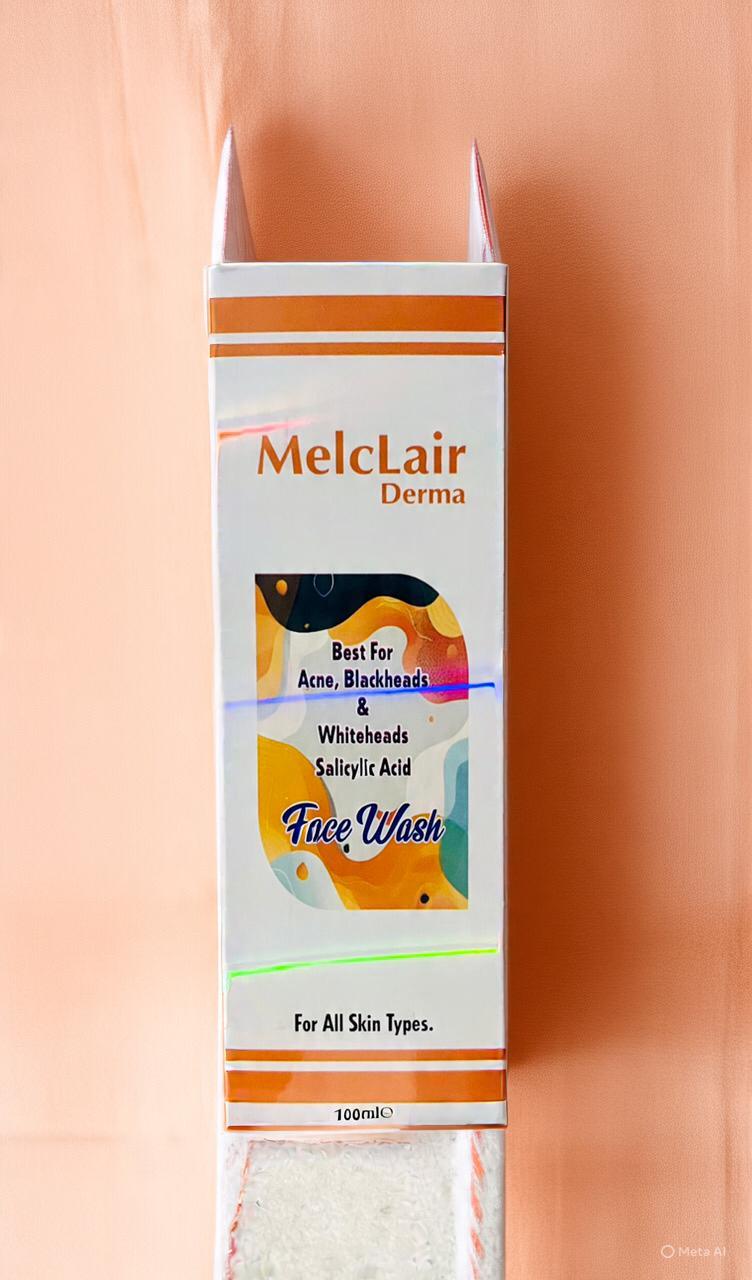 MelcLair
Derma
Best For
Acne, Blackheads
&
Whiteheads
Salicylic Acid
Face Wash
For All Skin Types.
100ml℮
Meta AI